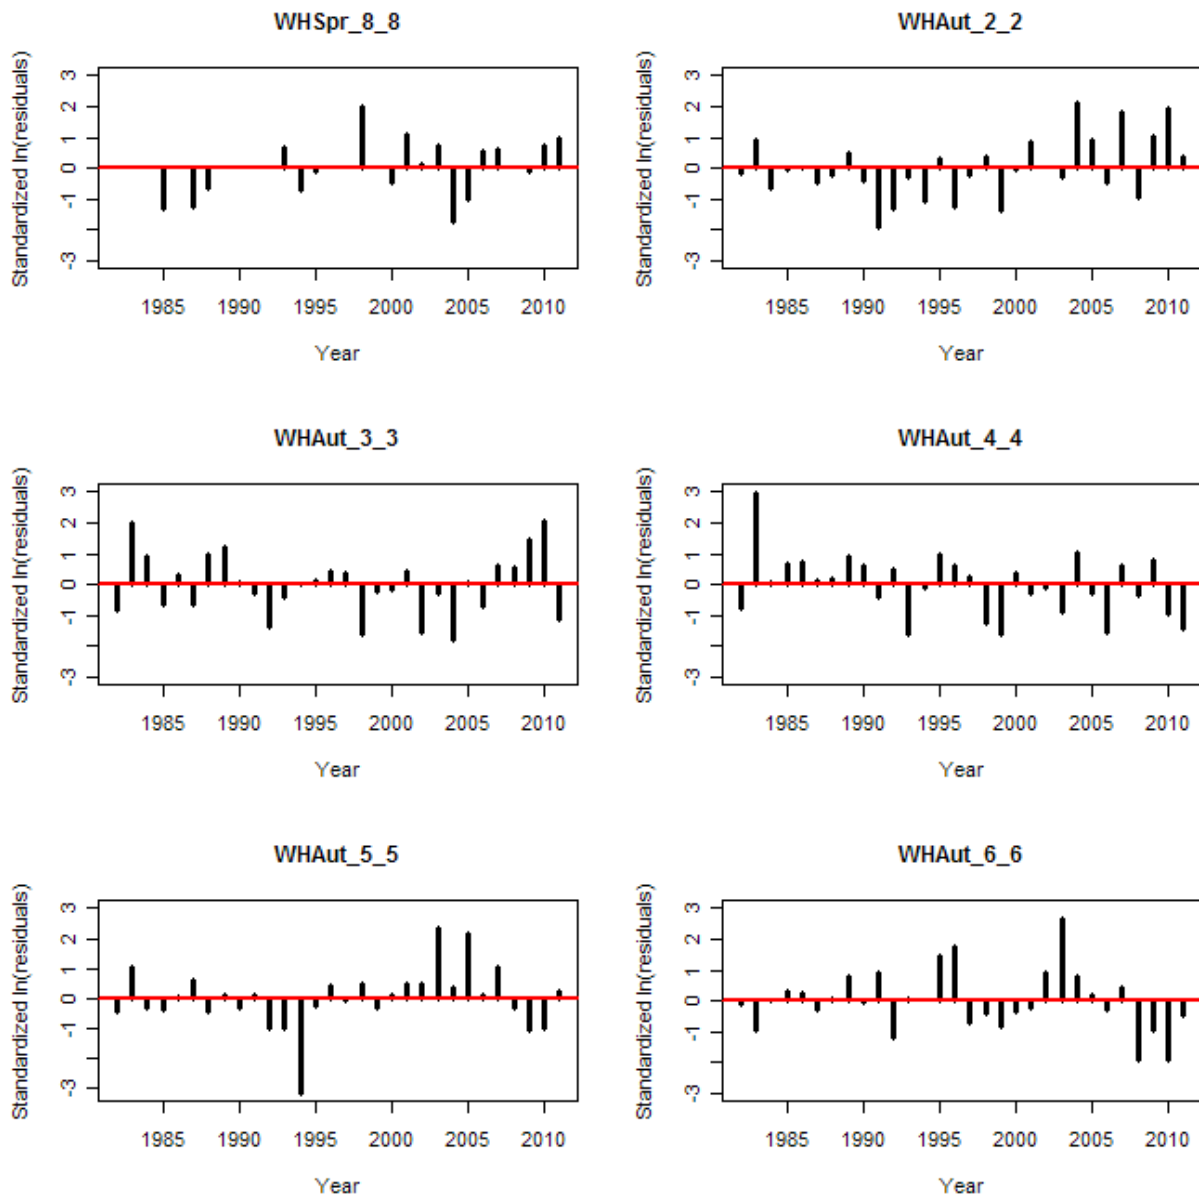 WHSpr_8_8
Standardized ln(residuals)
3
2
1
0
-1
-3
1985 1990 1995 2000 2005 2010
Year
WHAut_2_2
Standardized ln(residuals)
3
2
1
0
-1
-3
1985 1990 1995 2000 2005 2010
Year
WHAut_3_3
Standardized ln(residuals)
3
2
1
0
-1
-3
1985 1990 1995 2000 2005 2010
Year
WHAut_4_4
Standardized ln(residuals)
3
2
1
0
-1
-3
1985 1990 1995 2000 2005 2010
Year
WHAut_5_5
Standardized ln(residuals)
3
2
1
0
-1
-3
1985 1990 1995 2000 2005 2010
Year
WHAut_6_6
Standardized ln(residuals)
3
2
1
0
-1
-3
1985 1990 1995 2000 2005 2010
Year